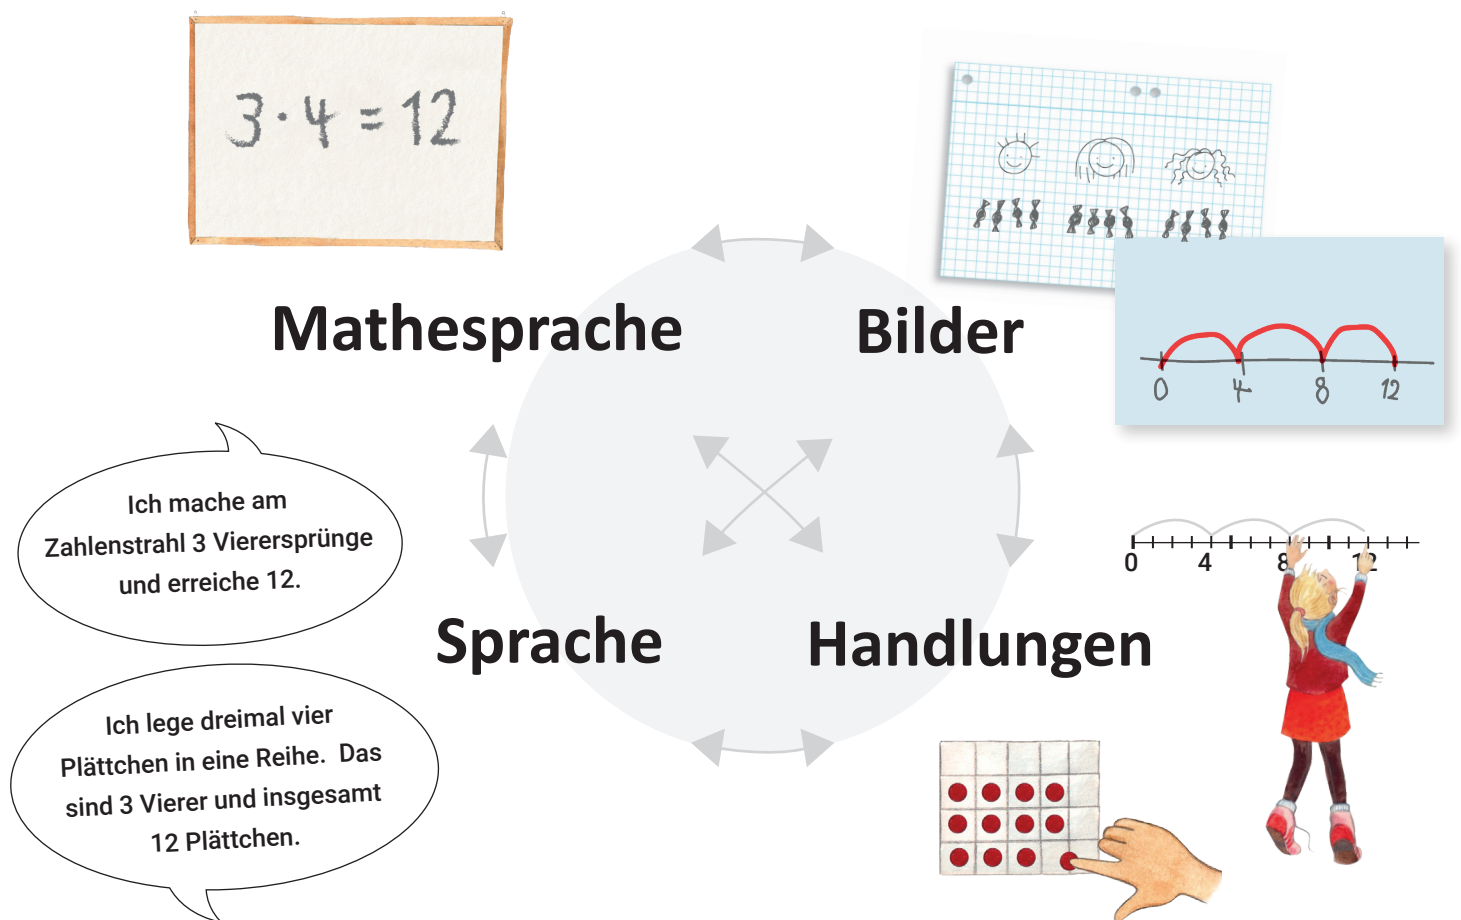 3 · 4 = 12
Mathesprache
Bilder
0 4 8 12
Ich mache am
Zahlenstrahl 3 Vierersprünge
und erreiche 12.
0 4 8 12
Sprache
Handlungen
Ich lege dreimal vier
Plättchen in eine Reihe. Das
sind 3 Vierer und insgesamt
12 Plättchen.